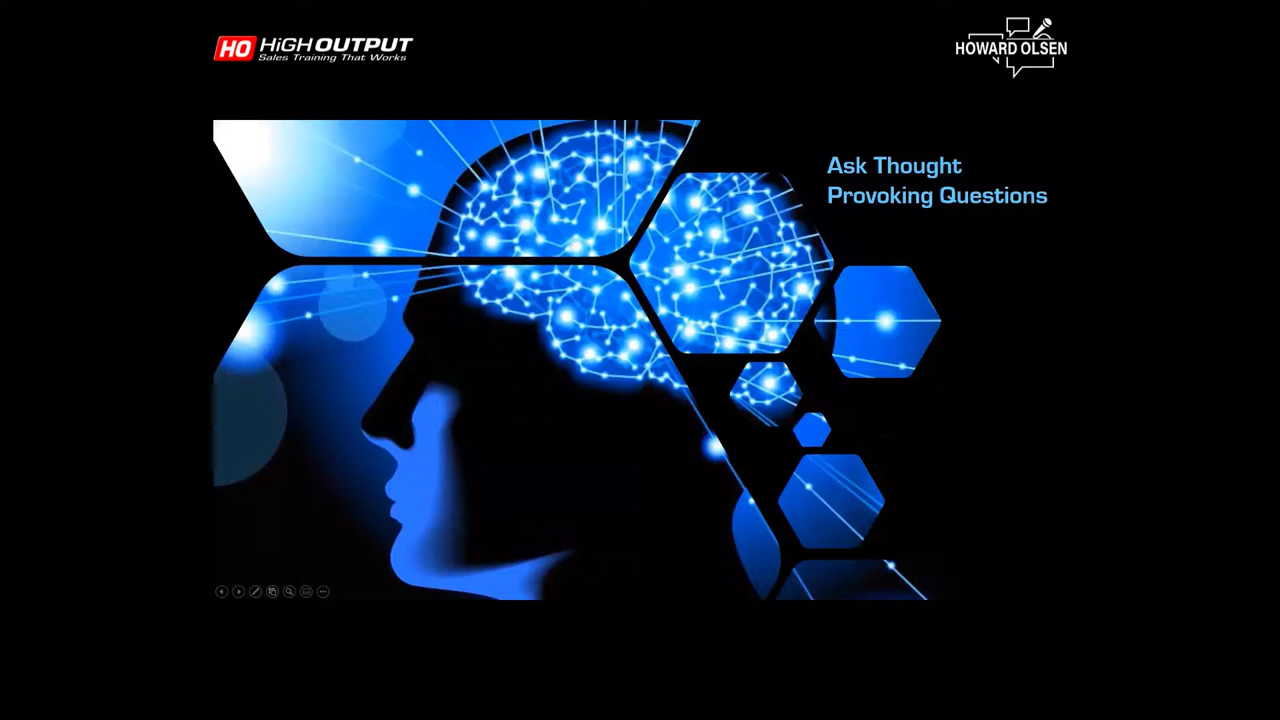 HO HiGH OUTPUT
Sales Training That Works
HOWARD OLSEN
Ask Thought
Provoking Questions